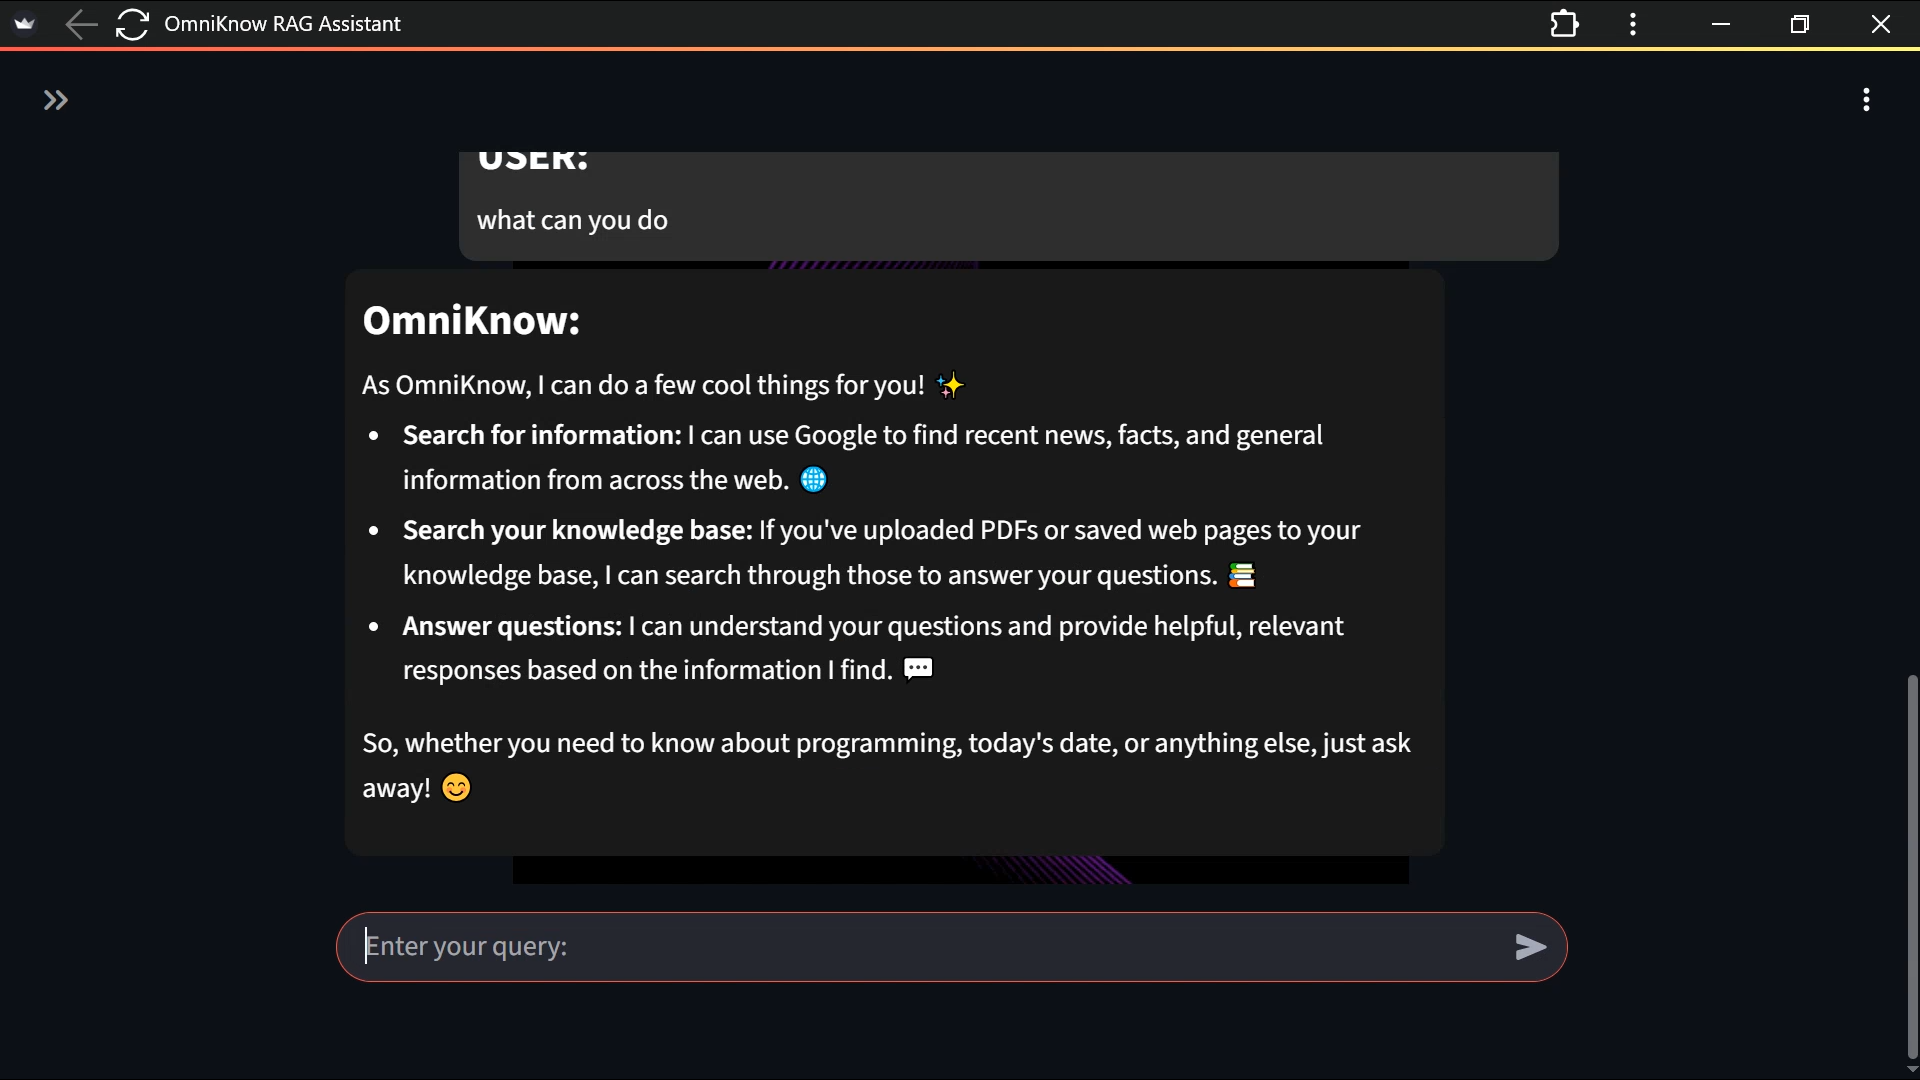 OmniKnow RAG Assistant
USER:
what can you do
OmniKnow:
As OmniKnow, I can do a few cool things for you! ✨
• Search for information: I can use Google to find recent news, facts, and general
information from across the web. 🌐
• Search your knowledge base: If you've uploaded PDFs or saved web pages to your
knowledge base, I can search through those to answer your questions. 📚
• Answer questions: I can understand your questions and provide helpful, relevant
responses based on the information I find. 💬
So, whether you need to know about programming, today's date, or anything else, just ask
away! 😊
Enter your query: